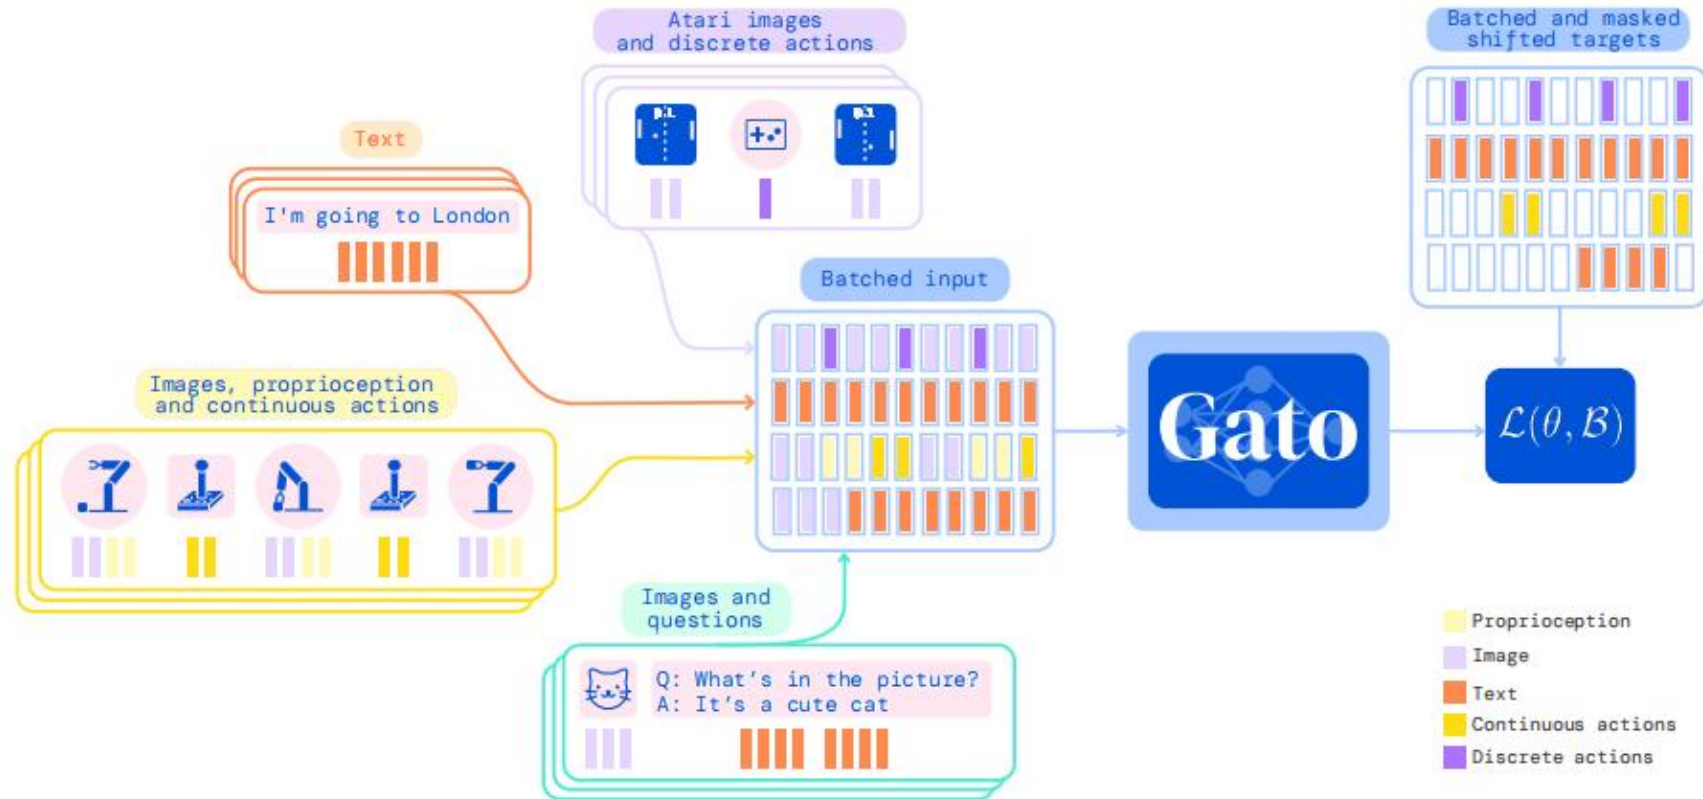 Atari images
and discrete actions
Batched and masked
shifted targets
Text
I'm going to London
Batched input
Images, proprioception
and continuous actions
Gato
ℒ(θ, ℬ)
Images and
questions
Q: What's in the picture?
A: It's a cute cat
Proprioception
Image
Text
Continuous actions
Discrete actions